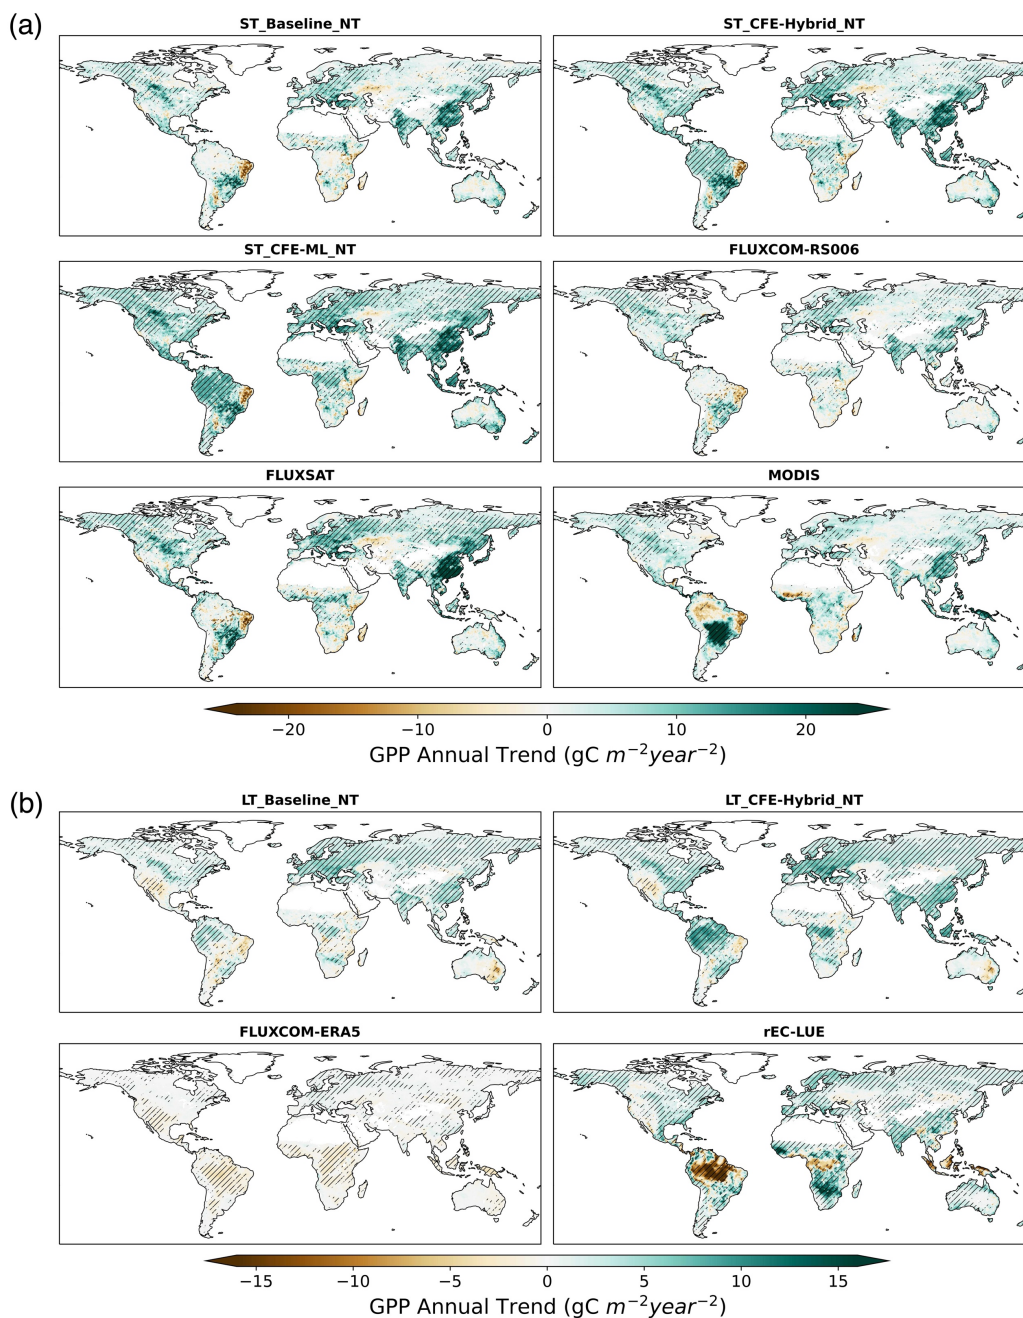 (a)
ST_Baseline_NT
ST_CFE-Hybrid_NT
ST_CFE-ML_NT
FLUXCOM-RS006
FLUXSAT
MODIS
−20 −10 0 10 20
GPP Annual Trend (gC m−2year−2)
(b)
LT_Baseline_NT
LT_CFE-Hybrid_NT
FLUXCOM-ERA5
rEC-LUE
−15 −10 −5 0 5 10 15
GPP Annual Trend (gC m−2year−2)